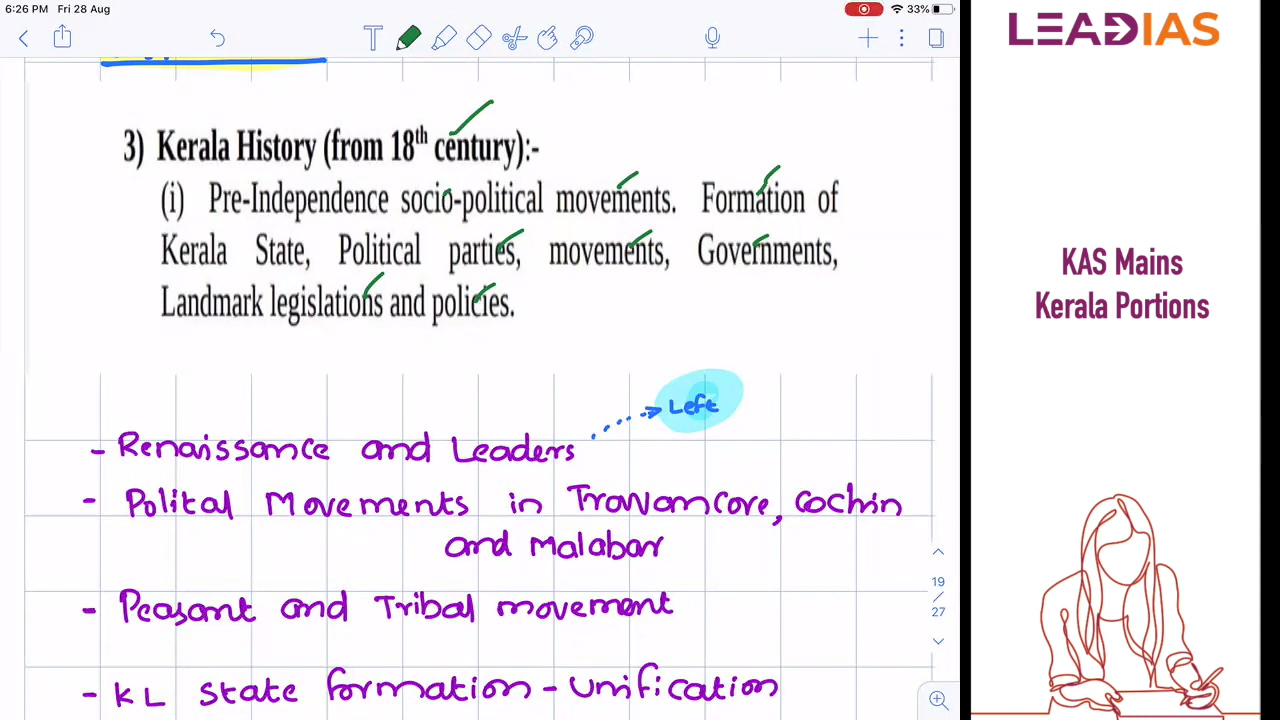 6:26 PM Fri 28 Aug
33%
LEADIAS
3) Kerala History (from 18th century):-
(i) Pre-Independence socio-political movements. Formation of
Kerala State, Political parties, movements, Governments,
Landmark legislations and policies.
KAS Mains
Kerala Portions
Left
- Renaissance and Leaders
- Polital Movements in Travancore, Cochin
and Malabar
- Peasant and Tribal movement
- KL state formation - unification
19
/
27